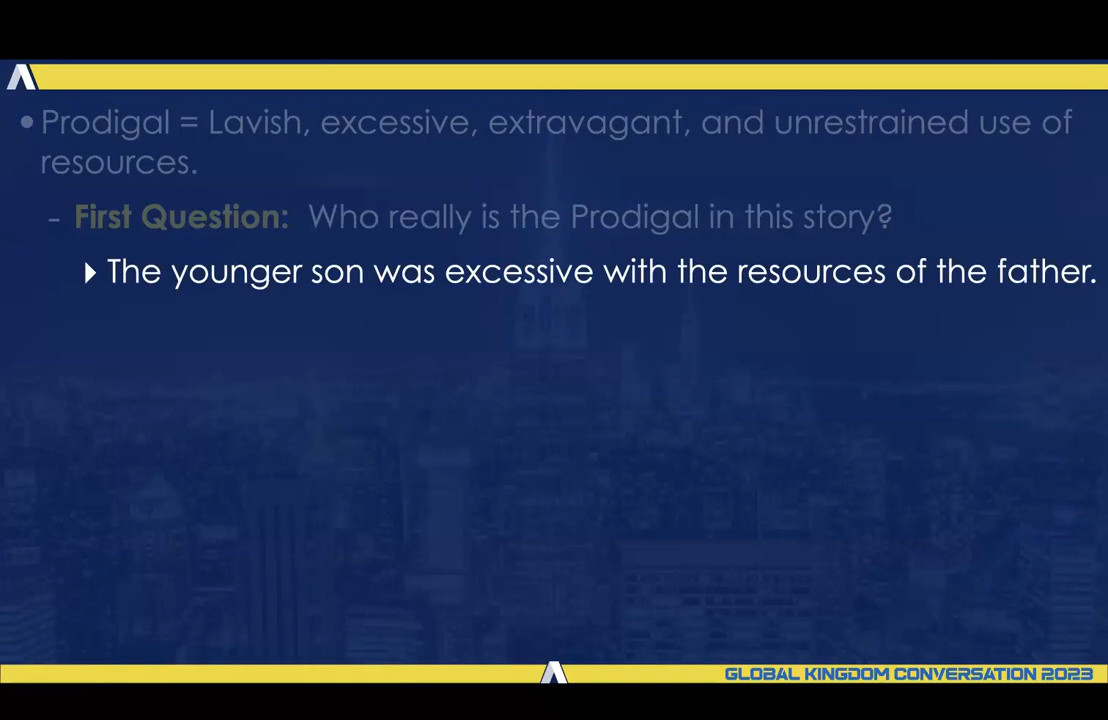 • Prodigal = Lavish, excessive, extravagant, and unrestrained use of
resources.
- First Question: Who really is the Prodigal in this story?
The younger son was excessive with the resources of the father.
GLOBAL KINGDOM CONVERSATION 2023